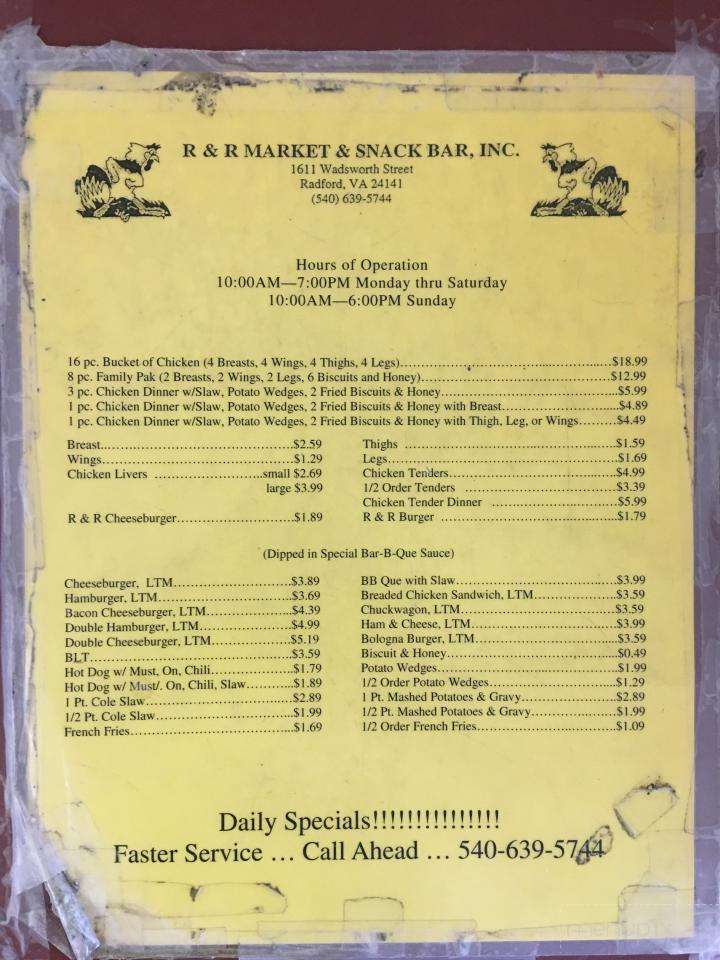 R & R MARKET & SNACK BAR, INC.
1611 Wadsworth Street
Radford, VA 24141
(540) 639-5744
Hours of Operation
10:00AM—7:00PM Monday thru Saturday
10:00AM—6:00PM Sunday
16 pc. Bucket of Chicken (4 Breasts, 4 Wings, 4 Thighs, 4 Legs)....................................................$18.99
8 pc. Family Pak (2 Breasts, 2 Wings, 2 Legs, 6 Biscuits and Honey)..............................................$12.99
3 pc. Chicken Dinner w/Slaw, Potato Wedges, 2 Fried Biscuits & Honey...........................................$5.99
1 pc. Chicken Dinner w/Slaw, Potato Wedges, 2 Fried Biscuits & Honey with Breast............................$4.89
1 pc. Chicken Dinner w/Slaw, Potato Wedges, 2 Fried Biscuits & Honey with Thigh, Leg, or Wings.........$4.49
Breast...............................................$2.59
Wings...............................................$1.29
Chicken Livers ..........................small $2.69
large $3.99
R & R Cheeseburger............................$1.89
Thighs ..................................................$1.59
Legs......................................................$1.69
Chicken Tenders........................................$4.99
1/2 Order Tenders ....................................$3.39
Chicken Tender Dinner ..............................$5.99
R & R Burger ...........................................$1.79
(Dipped in Special Bar-B-Que Sauce)
Cheeseburger, LTM............................$3.89
Hamburger, LTM...............................$3.69
Bacon Cheeseburger, LTM....................$4.39
Double Hamburger, LTM......................$4.99
Double Cheeseburger, LTM...................$5.19
BLT................................................$3.59
Hot Dog w/ Must, On, Chili...................$1.79
Hot Dog w/ Must/. On, Chili, Slaw...........$1.89
1 Pt. Cole Slaw...................................$2.89
1/2 Pt. Cole Slaw.................................$1.99
French Fries.......................................$1.69
BB Que with Slaw...................................$3.99
Breaded Chicken Sandwich, LTM..................$3.59
Chuckwagon, LTM...................................$3.59
Ham & Cheese, LTM.................................$3.99
Bologna Burger, LTM................................$3.59
Biscuit & Honey.......................................$0.49
Potato Wedges.........................................$1.99
1/2 Order Potato Wedges............................$1.29
1 Pt. Mashed Potatoes & Gravy.....................$2.89
1/2 Pt. Mashed Potatoes & Gravy...................$1.99
1/2 Order French Fries...............................$1.09
Daily Specials!!!!!!!!!!!!!!!
Faster Service … Call Ahead … 540-639-5744